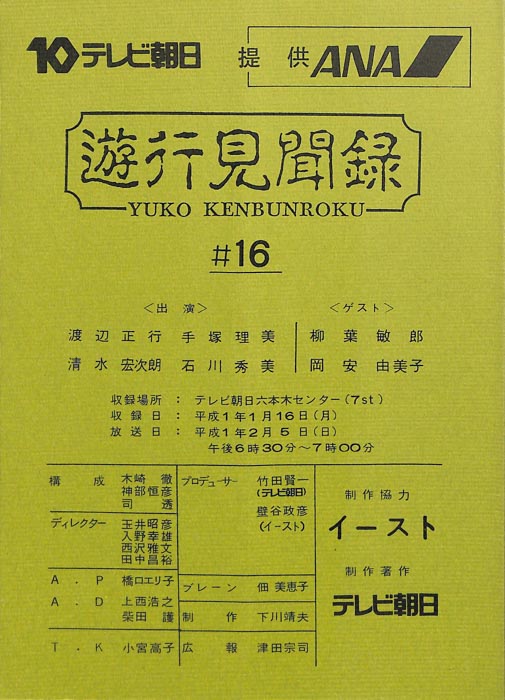 10 テレビ朝日 提供 ANA
遊行見聞録
YUKO KENBUNROKU
#16
<出演> <ゲスト>
渡辺正行 手塚理美 柳葉敏郎
清水宏次朗 石川秀美 岡安由美子
収録場所： テレビ朝日六本木センター(7st)
収録日： 平成1年1月16日(月)
放送日： 平成1年2月5日(日)
午後6時30分〜7時00分
構成 木崎徹
神部恒彦
司透
ディレクター 玉井昭彦
入野幸雄
西沢雅文
田中昌裕
A.P 橋口エリ子
A.D 上西浩之
柴田護
T.K 小宮高子
プロデューサー 竹田賢一
(テレビ朝日)
壁谷政彦
(イースト)
ブレーン 佃美恵子
制作 下川靖夫
広報 津田宗司
制作協力
イースト
制作著作
テレビ朝日